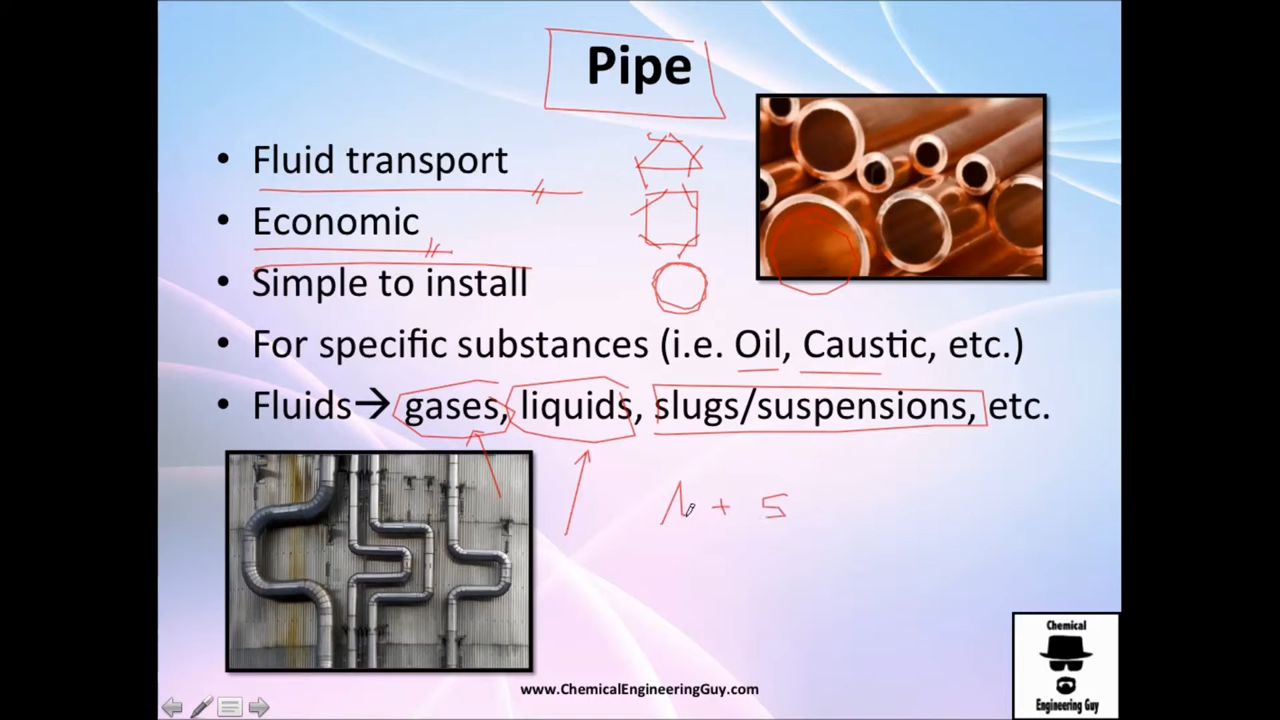 Pipe
• Fluid transport
• Economic
• Simple to install
• For specific substances (i.e. Oil, Caustic, etc.)
• Fluids→ gases, liquids, slugs/suspensions, etc.
+ S
www.ChemicalEngineeringGuy.com
Chemical
Engineering Guy